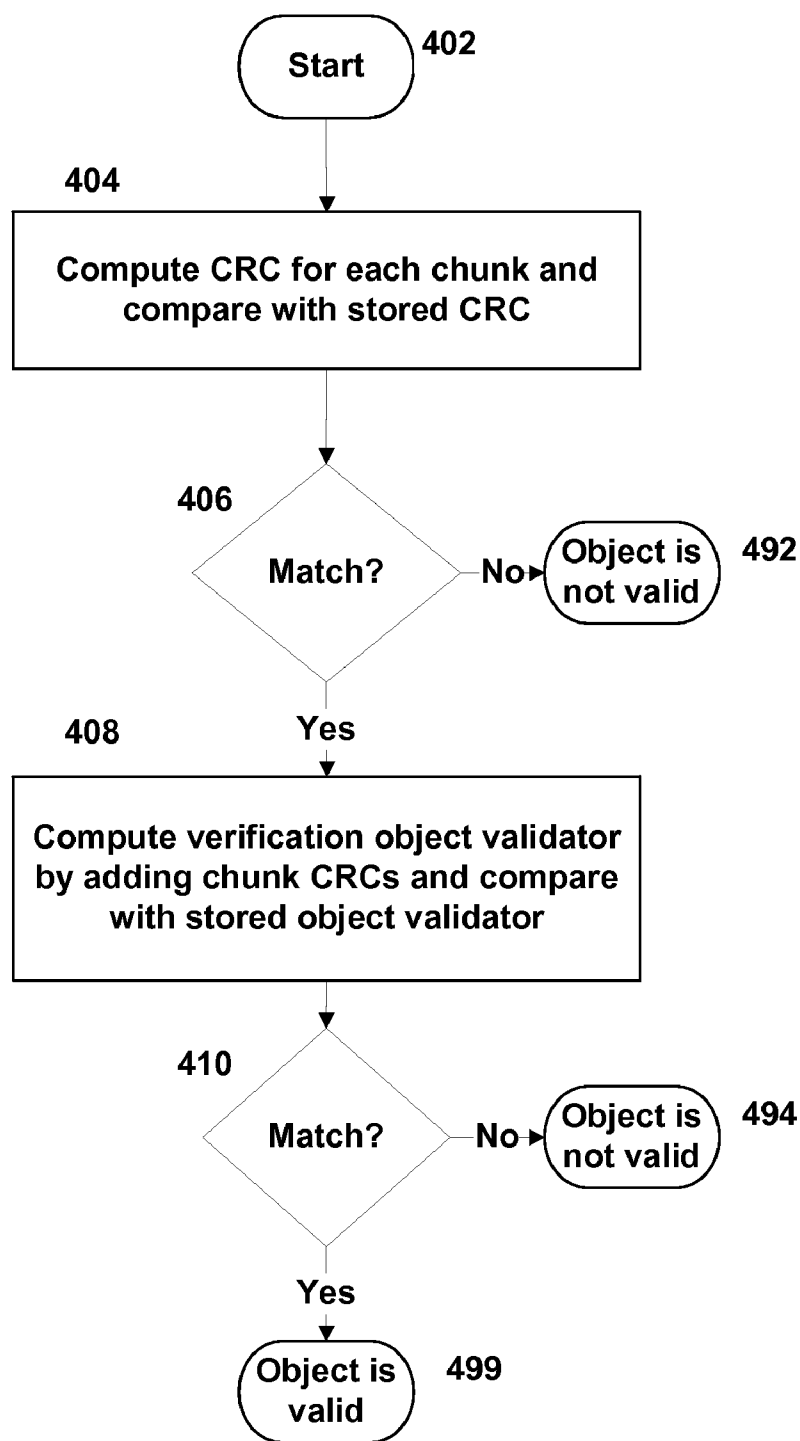 Start
402
404
Compute CRC for each chunk and
compare with stored CRC
406
Match?
No
Object is
not valid
492
Yes
408
Compute verification object validator
by adding chunk CRCs and compare
with stored object validator
410
Match?
No
Object is
not valid
494
Yes
Object is
valid
499